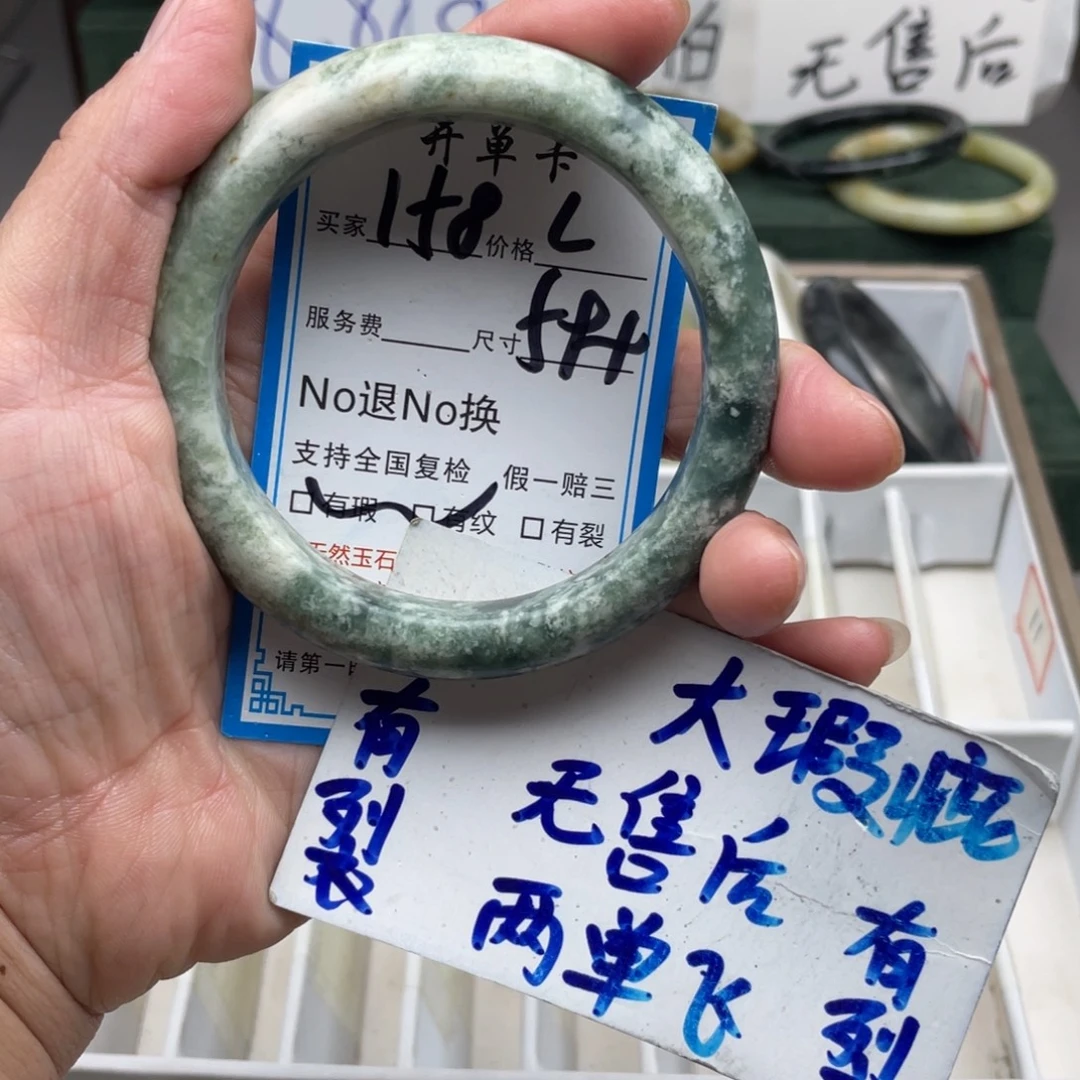 无售后
开单卡
买家 158 价格 L
服务费 尺寸 584
No退No换
支持全国复检 假一赔三
□有瑕 □有纹 □有裂
天然玉石
请第一
有裂
大瑕疵
无售后
两单飞
有裂